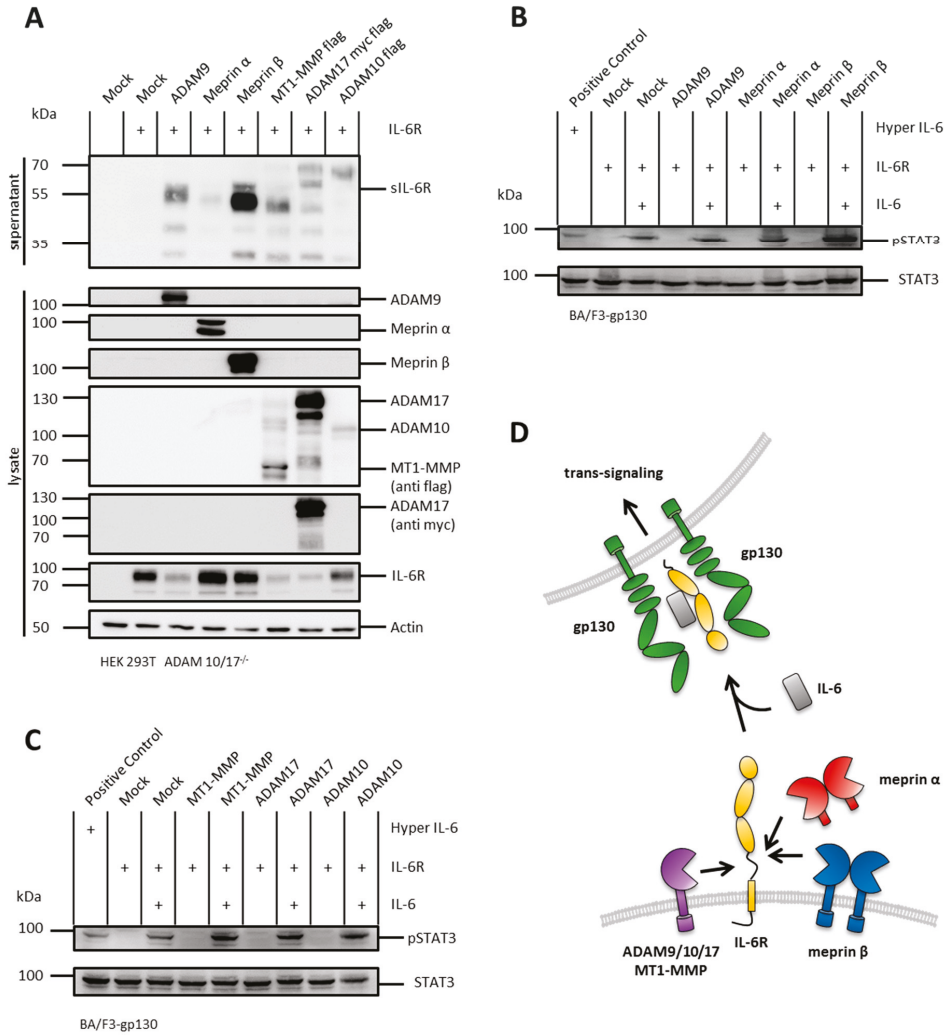 A
Mock
Mock
ADAM9
Meprin α
Meprin β
MT1-MMP flag
ADAM17 myc flag
ADAM10 flag
kDa
+ + + + + + + IL-6R
supernatant
70
55
35
sIL-6R
lysate
100
ADAM9
100
Meprin α
100
Meprin β
130
100
70
ADAM17
ADAM10
MT1-MMP
(anti flag)
130
100
70
ADAM17
(anti myc)
100
70
IL-6R
50
Actin
HEK 293T ADAM 10/17-/-
B
Positive Control
Mock
Mock
ADAM9
ADAM9
Meprin α
Meprin α
Meprin β
Meprin β
+ Hyper IL-6
+ + + + + + + + IL-6R
+ + + + IL-6
kDa
100
pSTAT3
100
STAT3
BA/F3-gp130
C
Positive Control
Mock
Mock
MT1-MMP
MT1-MMP
ADAM17
ADAM17
ADAM10
ADAM10
+ Hyper IL-6
+ + + + + + + + IL-6R
+ + + + IL-6
kDa
100
pSTAT3
100
STAT3
BA/F3-gp130
D
trans-signaling
gp130
gp130
IL-6
meprin α
ADAM9/10/17
MT1-MMP
IL-6R
meprin β